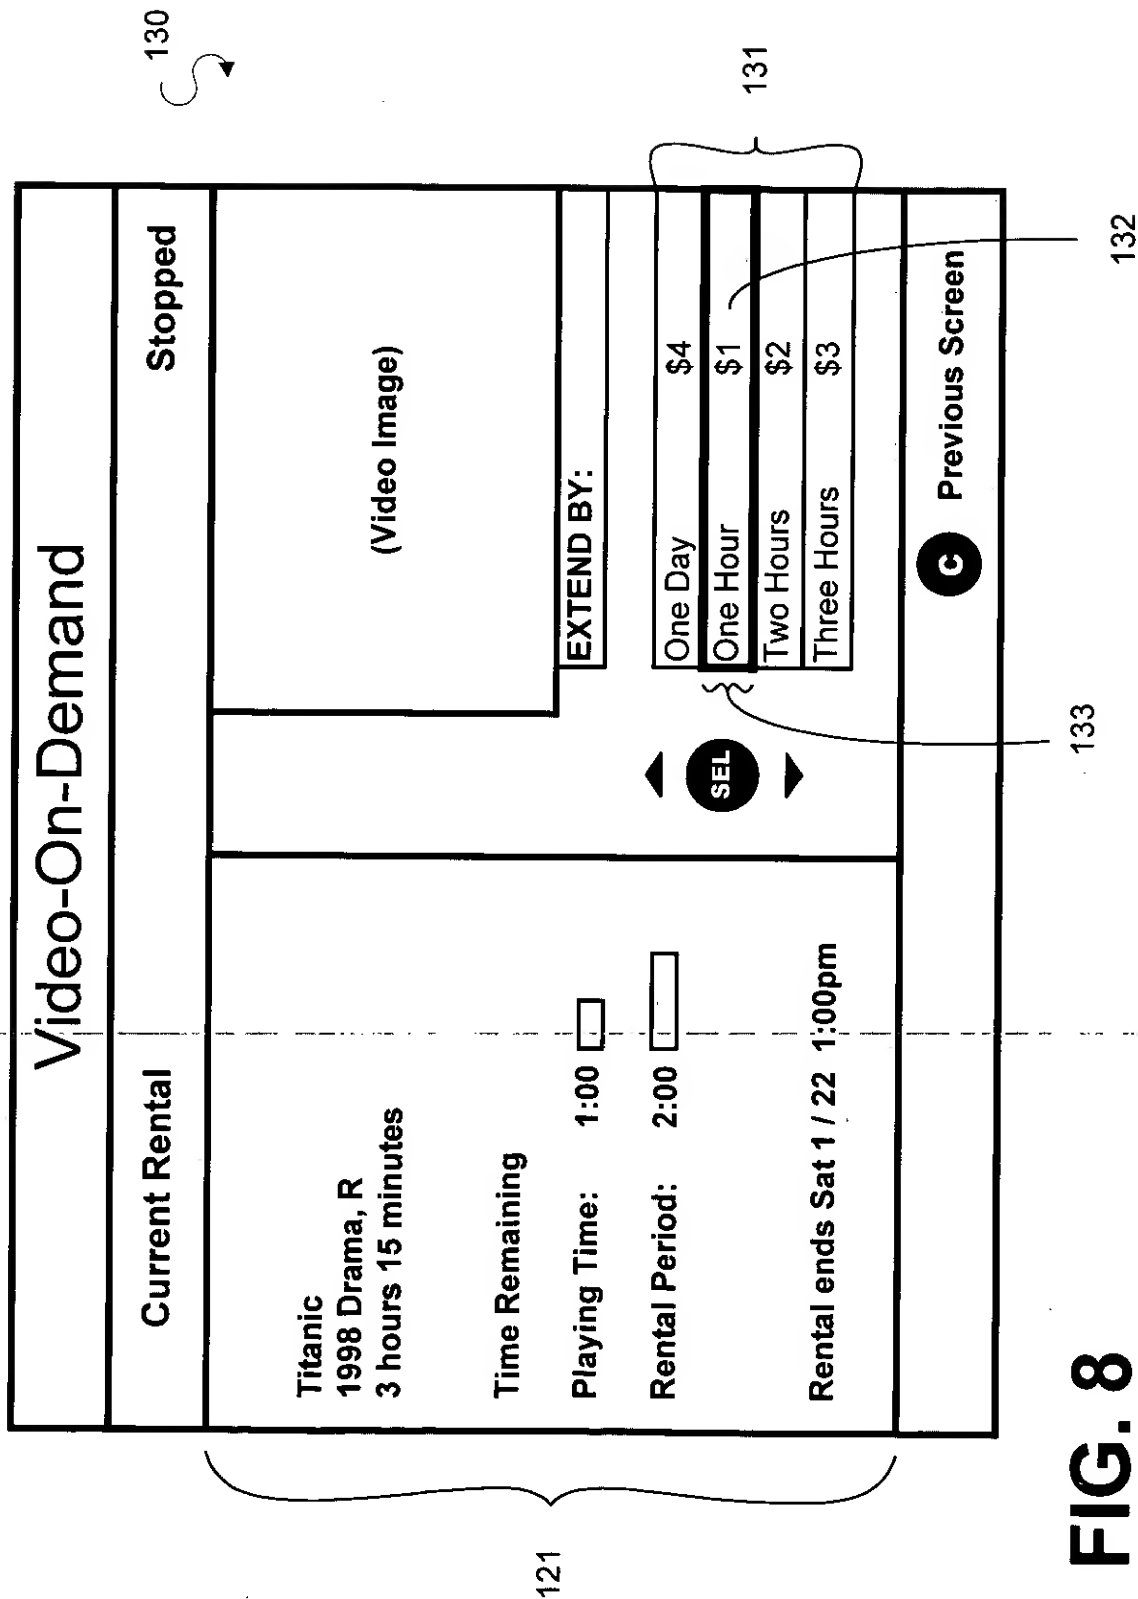 130
Video-On-Demand
Current Rental
Stopped
Titanic
1998 Drama, R
3 hours 15 minutes
Time Remaining
Playing Time: 1:00
Rental Period: 2:00
Rental ends Sat 1 / 22 1:00pm
(Video Image)
EXTEND BY:
SEL
One Day $4
One Hour $1
Two Hours $2
Three Hours $3
C Previous Screen
121
131
132
133
FIG. 8